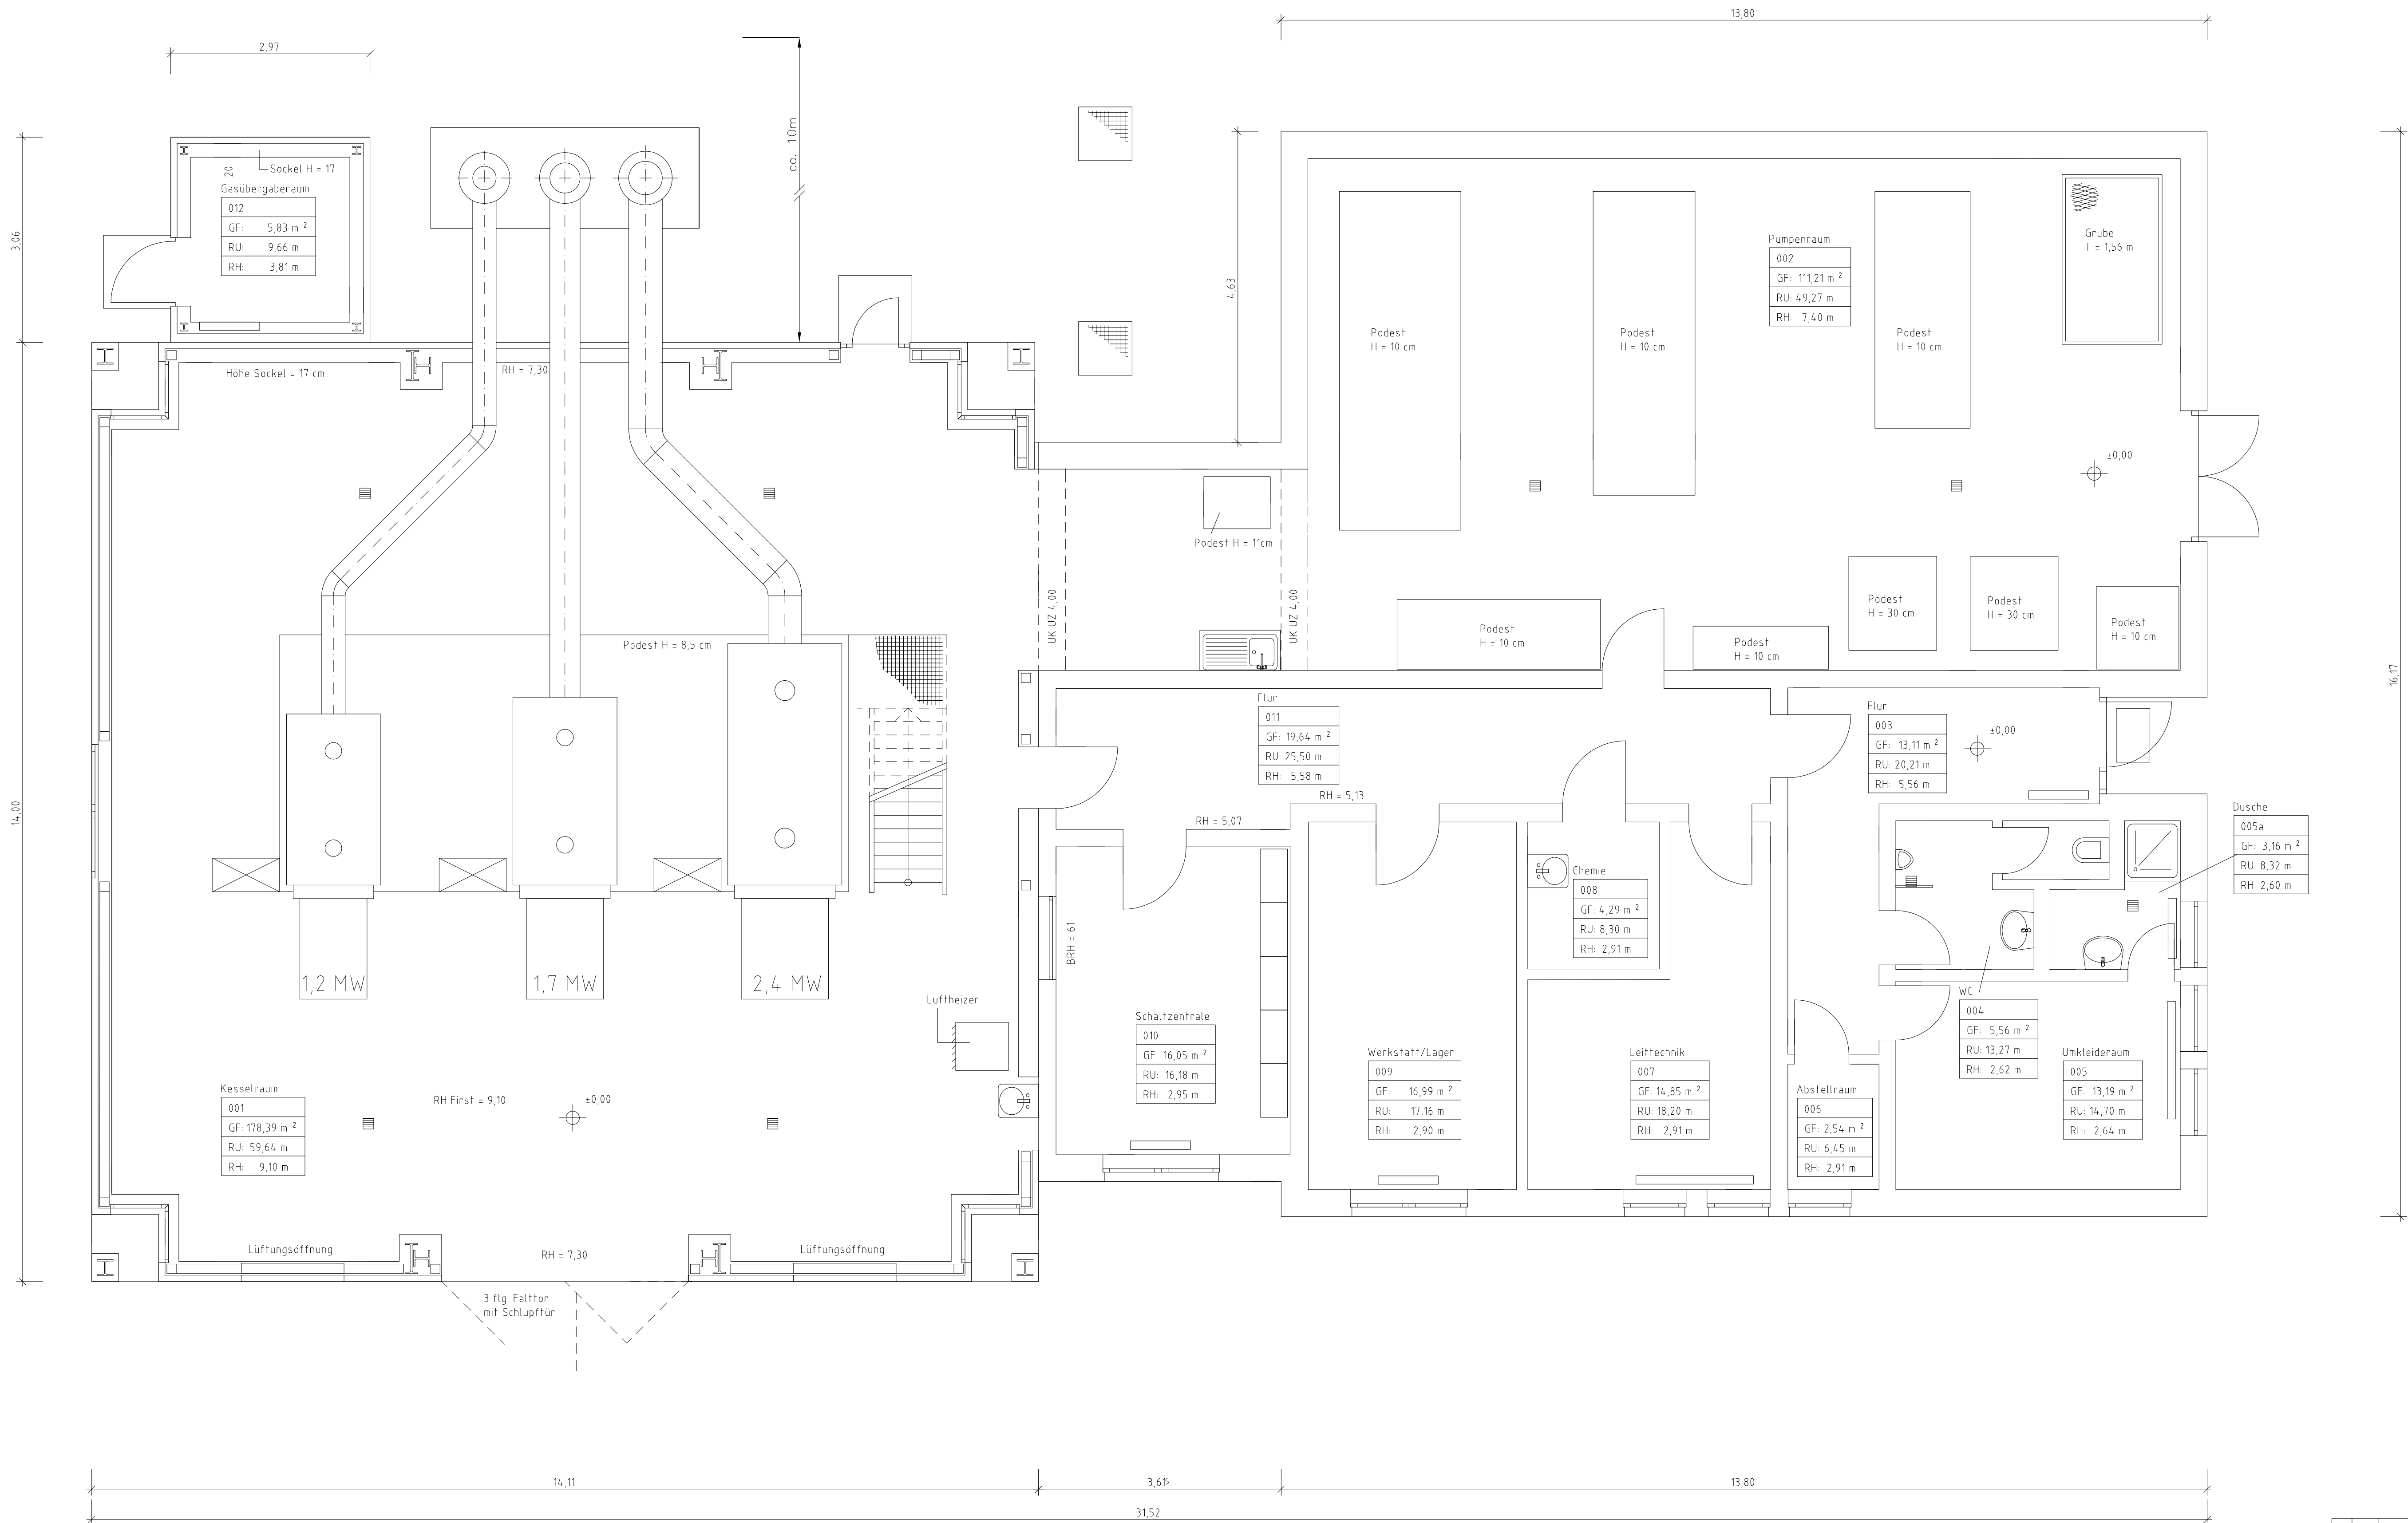 13,80
2,97
ca. 10m
3,06
20
Sockel H = 17
Gasübergaberaum
012
GF: 5,83 m²
RU: 9,66 m
RH: 3,81 m
4,63
Pumpenraum
002
GF: 111,21 m²
RU: 49,27 m
RH: 7,40 m
Grube
T = 1,56 m
Podest
H = 10 cm
Podest
H = 10 cm
Podest
H = 10 cm
Höhe Sockel = 17 cm
RH = 7,30
±0,00
Podest H = 11cm
UK UZ 4,00
UK UZ 4,00
Podest
H = 10 cm
Podest
H = 10 cm
Podest
H = 30 cm
Podest
H = 30 cm
Podest
H = 10 cm
16,17
Podest H = 8,5 cm
Flur
011
GF: 19,64 m²
RU: 25,50 m
RH: 5,58 m
Flur
003
GF: 13,11 m²
RU: 20,21 m
RH: 5,56 m
±0,00
14,00
RH = 5,13
RH = 5,07
Dusche
005a
GF: 3,16 m²
RU: 8,32 m
RH: 2,60 m
Chemie
008
GF: 4,29 m²
RU: 8,30 m
RH: 2,91 m
BRH = 61
1,2 MW
1,7 MW
2,4 MW
Luftheizer
WC
004
GF: 5,56 m²
RU: 13,27 m
RH: 2,62 m
Schaltzentrale
010
GF: 16,05 m²
RU: 16,18 m
RH: 2,95 m
Werkstatt/Lager
009
GF: 16,99 m²
RU: 17,16 m
RH: 2,90 m
Leittechnik
007
GF: 14,85 m²
RU: 18,20 m
RH: 2,91 m
Umkleideraum
005
GF: 13,19 m²
RU: 14,70 m
RH: 2,64 m
Abstellraum
006
GF: 2,54 m²
RU: 6,45 m
RH: 2,91 m
Kesselraum
001
GF: 178,39 m²
RU: 59,64 m
RH: 9,10 m
RH First = 9,10
±0,00
Lüftungsöffnung
RH = 7,30
Lüftungsöffnung
3 flg. Falttor
mit Schlupftür
14,11
3,61⁵
13,80
31,52